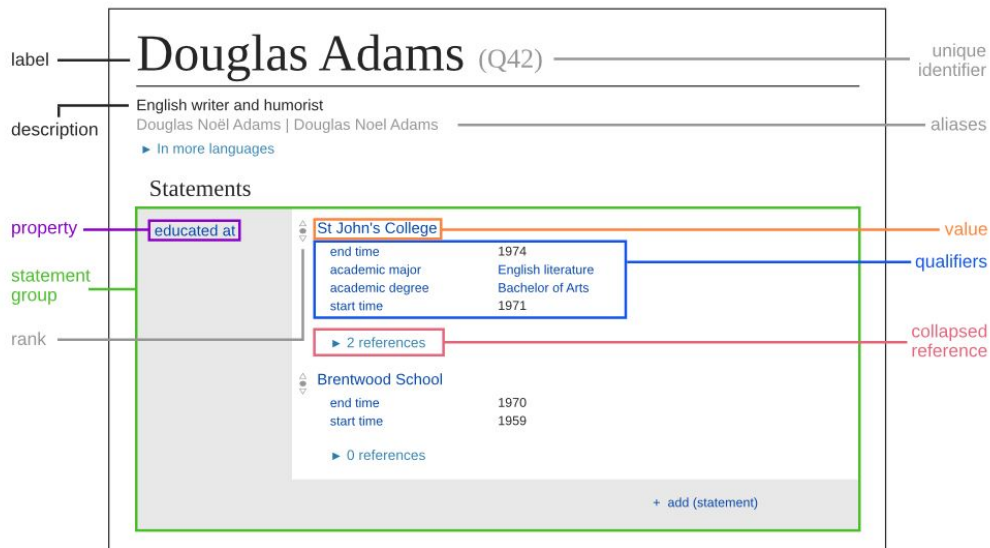 label
Douglas Adams (Q42)
unique
identifier
description
English writer and humorist
Douglas Noël Adams | Douglas Noel Adams
aliases
► In more languages
Statements
property
educated at
St John's College
value
end time 1974
academic major English literature
academic degree Bachelor of Arts
start time 1971
qualifiers
statement
group
rank
► 2 references
collapsed
reference
Brentwood School
end time 1970
start time 1959
► 0 references
+ add (statement)